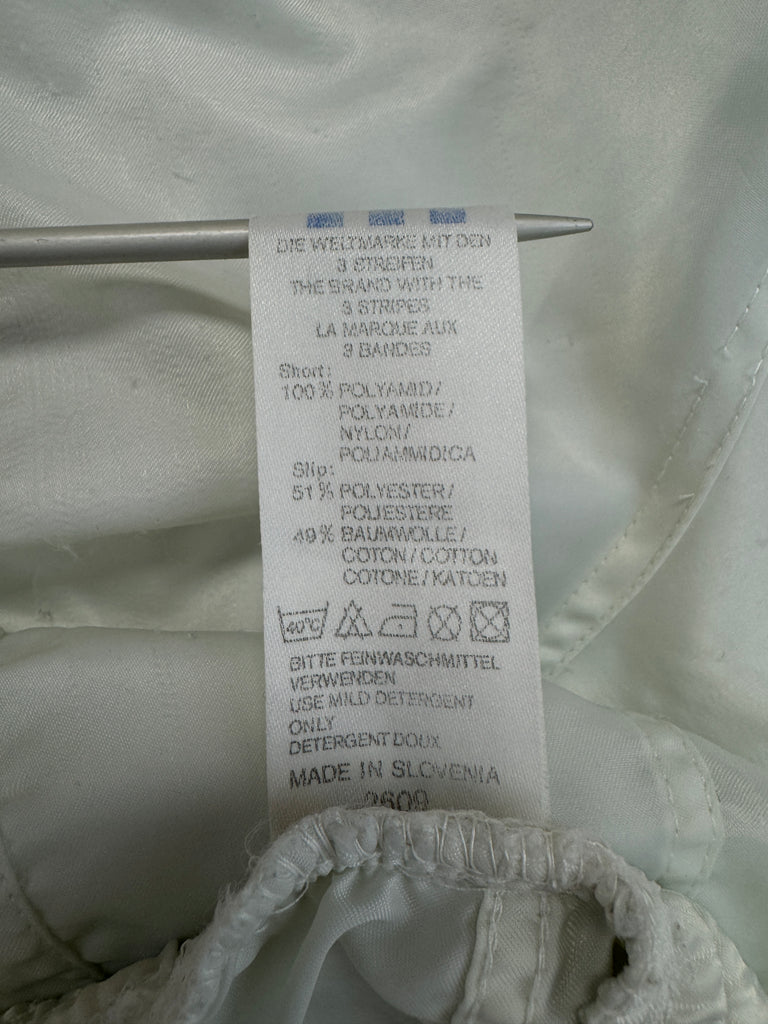 DIE WELTMARKE MIT DEN
3 STREIFEN
THE BRAND WITH THE
3 STRIPES
LA MARQUE AUX
3 BANDES
Short:
100% POLYAMID/
POLYAMIDE/
NYLON/
POLIAMMIDICA
Slip:
51% POLYESTER/
POLIESTERE
49% BAUMWOLLE/
COTON/COTTON
COTONE/KATOEN
40°C
BITTE FEINWASCHMITTEL
VERWENDEN
USE MILD DETERGENT
ONLY
DETERGENT DOUX
MADE IN SLOVENIA